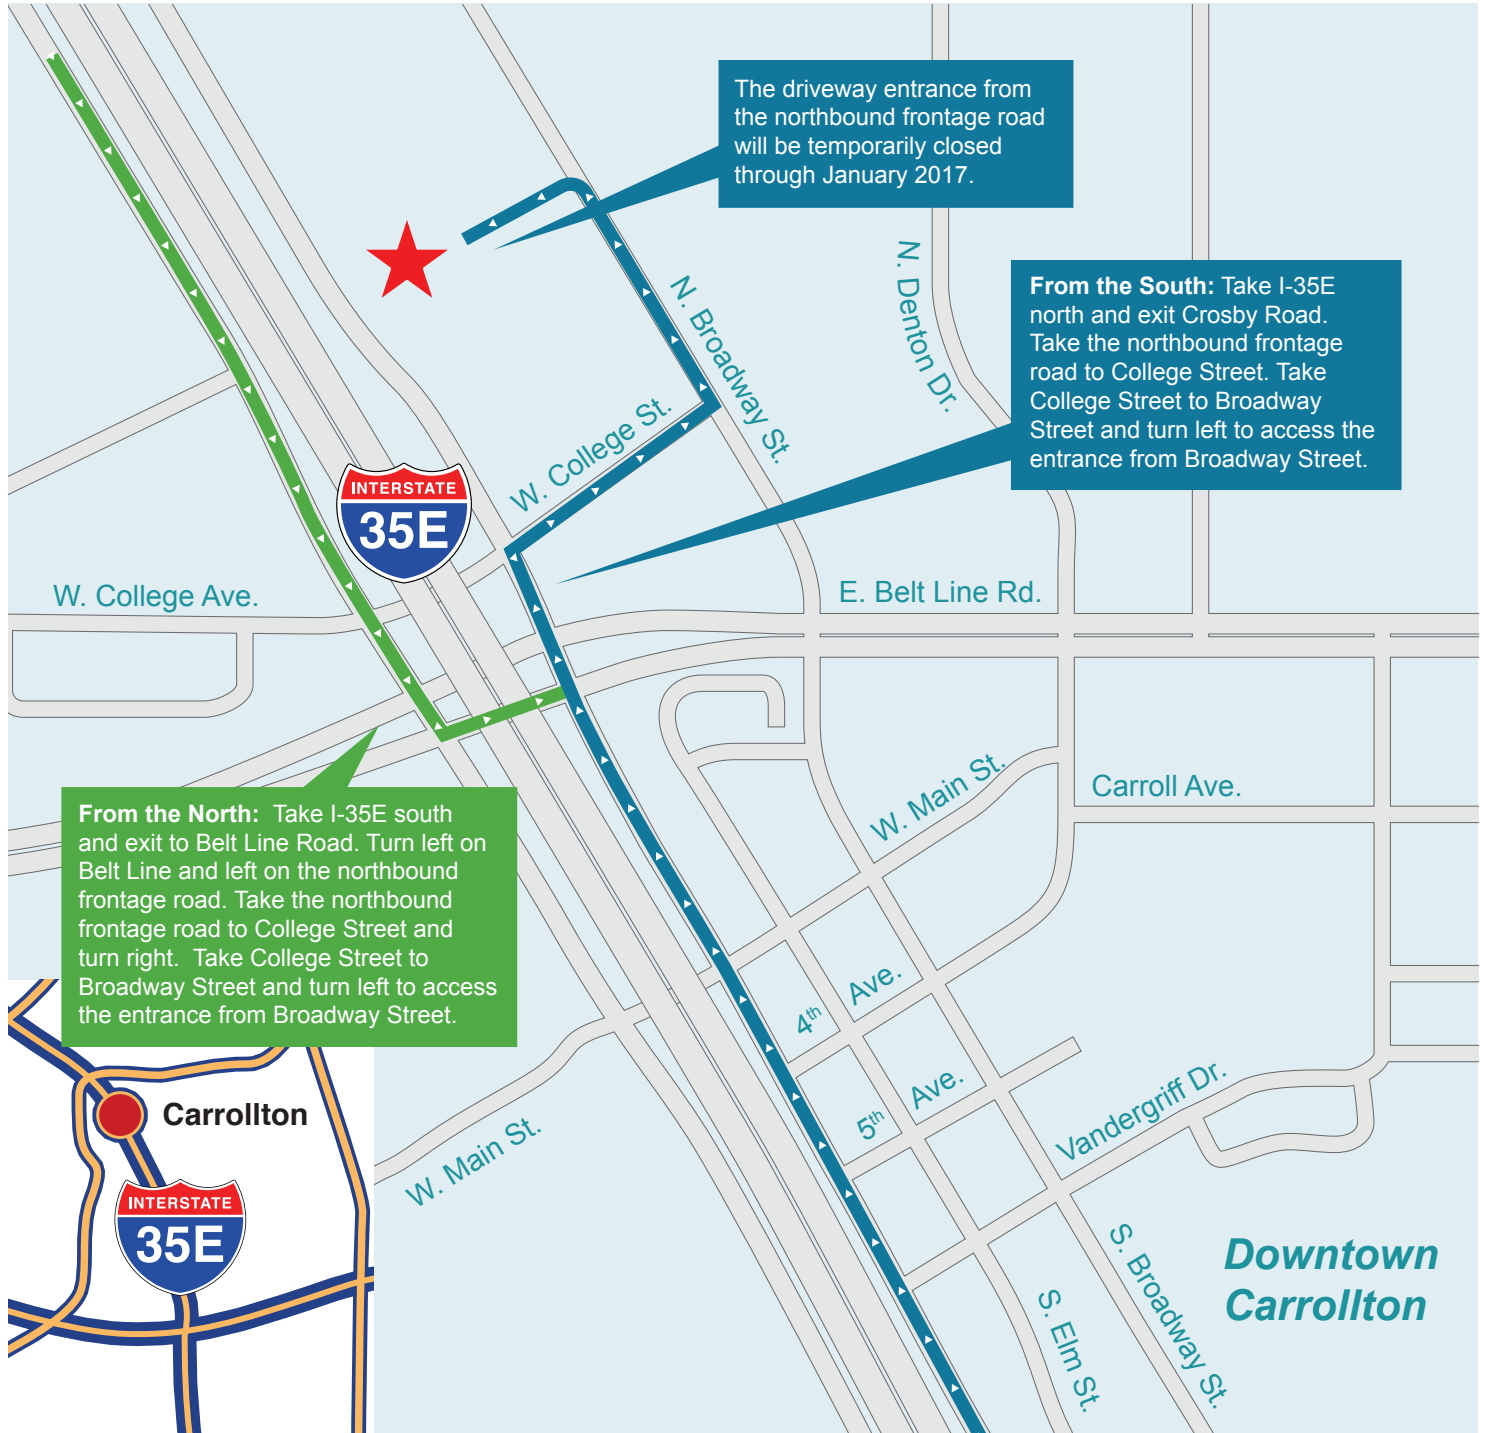 The driveway entrance from
the northbound frontage road
will be temporarily closed
through January 2017.
N. Denton Dr.
From the South: Take I-35E
north and exit Crosby Road.
Take the northbound frontage
road to College Street. Take
College Street to Broadway
Street and turn left to access the
entrance from Broadway Street.
N. Broadway St.
W. College St.
INTERSTATE
35E
W. College Ave.
E. Belt Line Rd.
W. Main St.
Carroll Ave.
From the North:  Take I-35E south
and exit to Belt Line Road. Turn left on
Belt Line and left on the northbound
frontage road. Take the northbound
frontage road to College Street and
turn right.  Take College Street to
Broadway Street and turn left to access
the entrance from Broadway Street.
4th Ave.
5th Ave.
Vandergriff Dr.
Carrollton
W. Main St.
INTERSTATE
35E
S. Broadway St.
S. Elm St.
Downtown
Carrollton